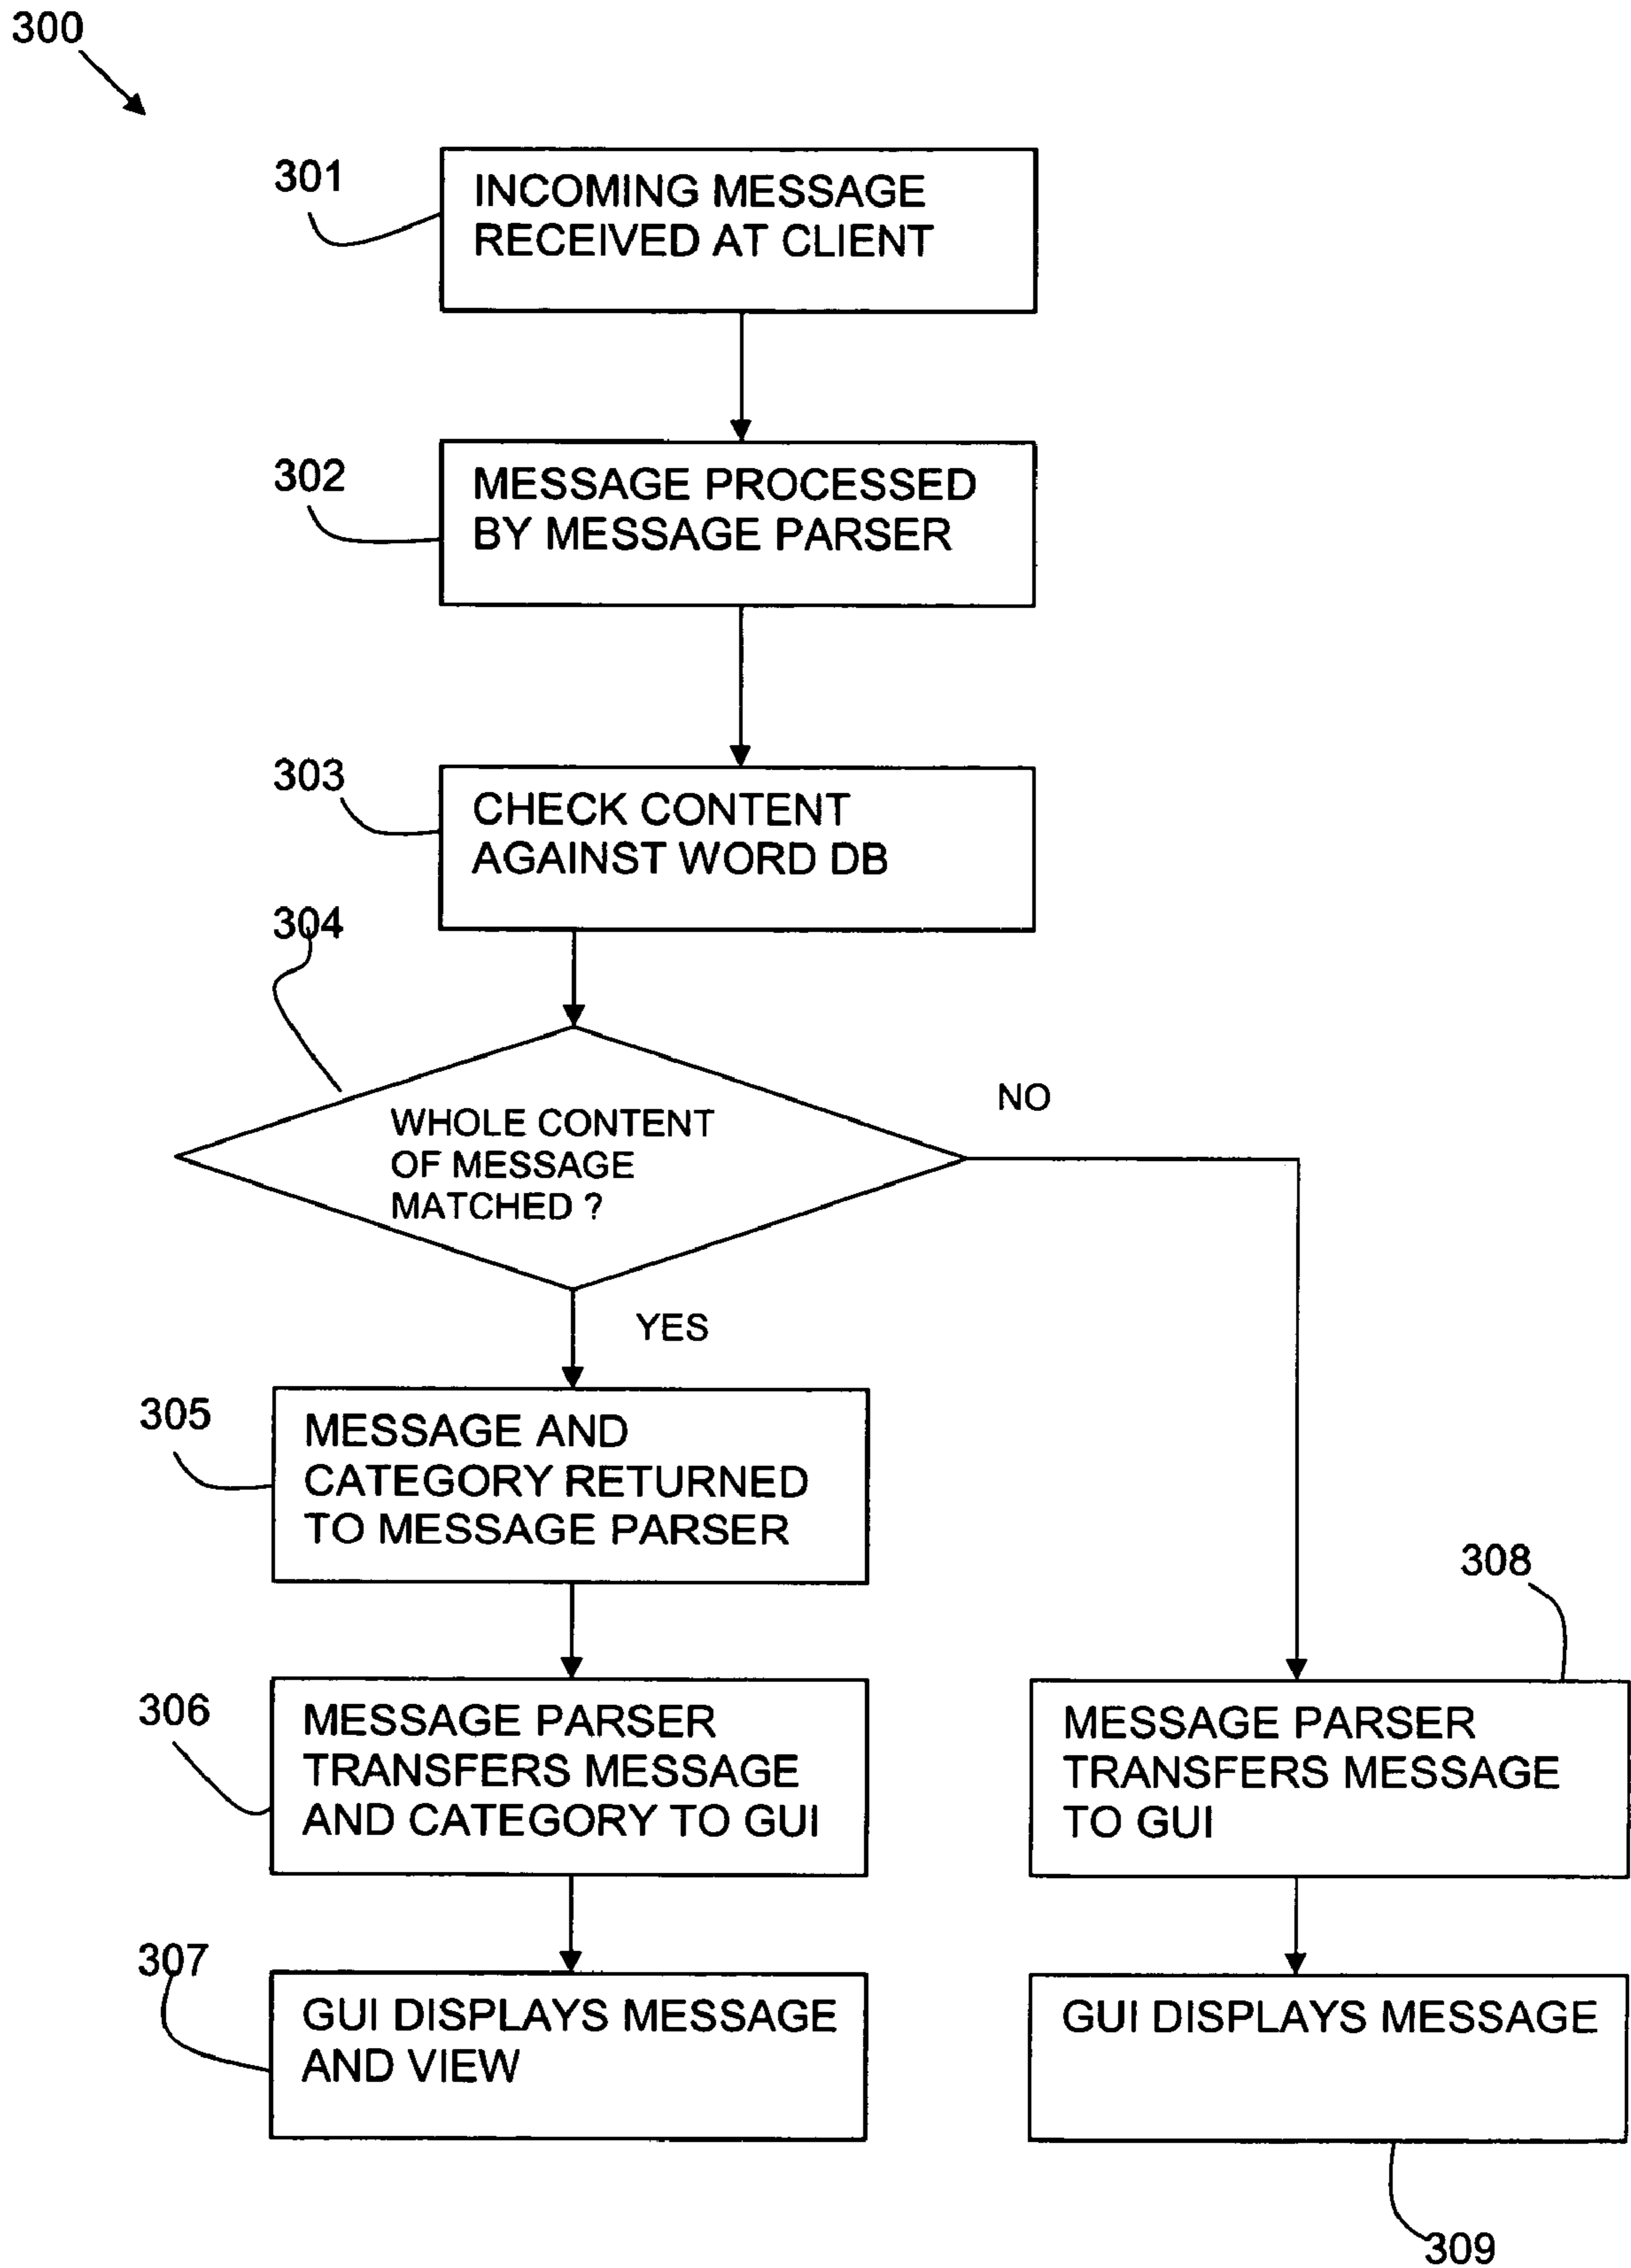 300
301
INCOMING MESSAGE
RECEIVED AT CLIENT
302
MESSAGE PROCESSED
BY MESSAGE PARSER
303
CHECK CONTENT
AGAINST WORD DB
304
WHOLE CONTENT
OF MESSAGE
MATCHED ?
NO
YES
305
MESSAGE AND
CATEGORY RETURNED
TO MESSAGE PARSER
306
MESSAGE PARSER
TRANSFERS MESSAGE
AND CATEGORY TO GUI
308
MESSAGE PARSER
TRANSFERS MESSAGE
TO GUI
307
GUI DISPLAYS MESSAGE
AND VIEW
GUI DISPLAYS MESSAGE
309